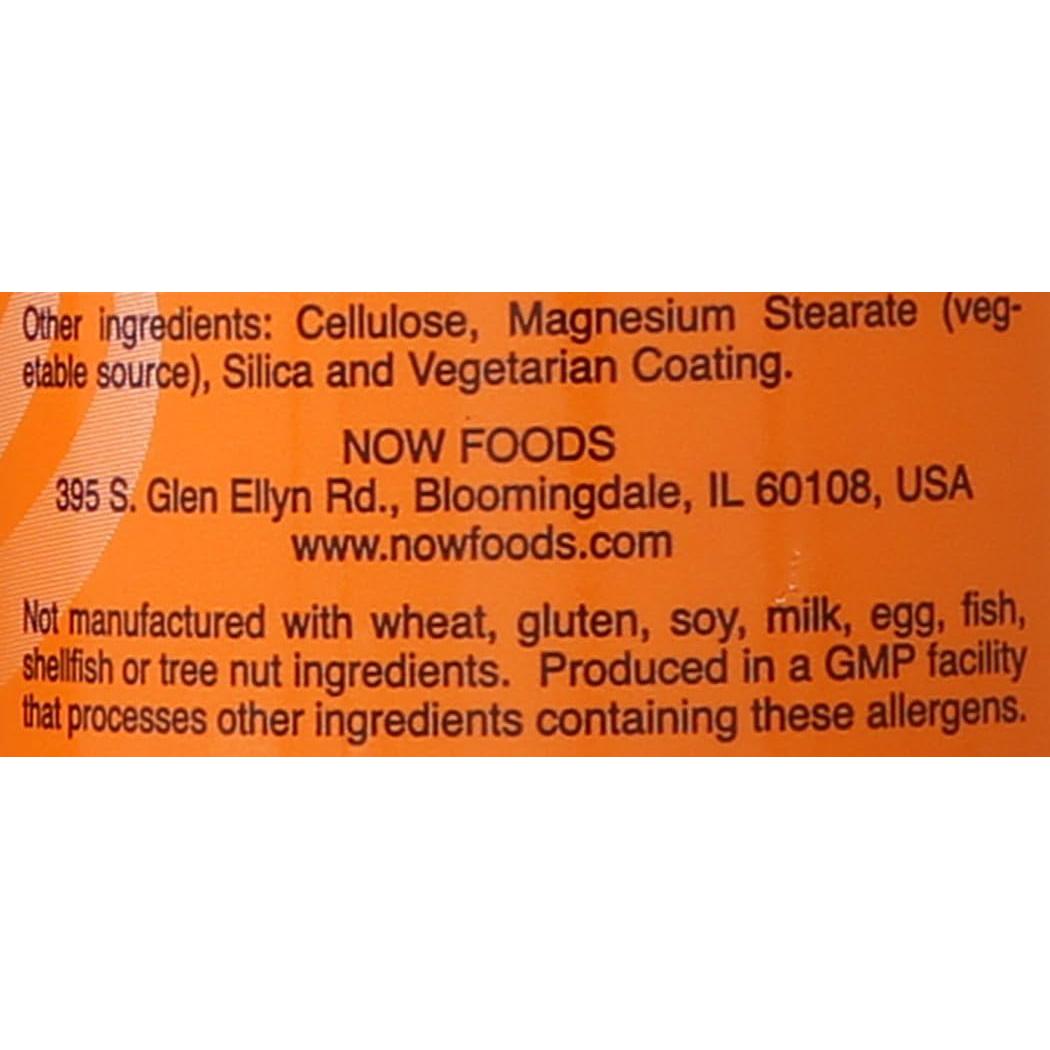 Other ingredients: Cellulose, Magnesium Stearate (veg-
etable source), Silica and Vegetarian Coating.
NOW FOODS
395 S. Glen Ellyn Rd., Bloomingdale, IL 60108, USA
www.nowfoods.com
Not manufactured with wheat, gluten, soy, milk, egg, fish,
shellfish or tree nut ingredients. Produced in a GMP facility
that processes other ingredients containing these allergens.